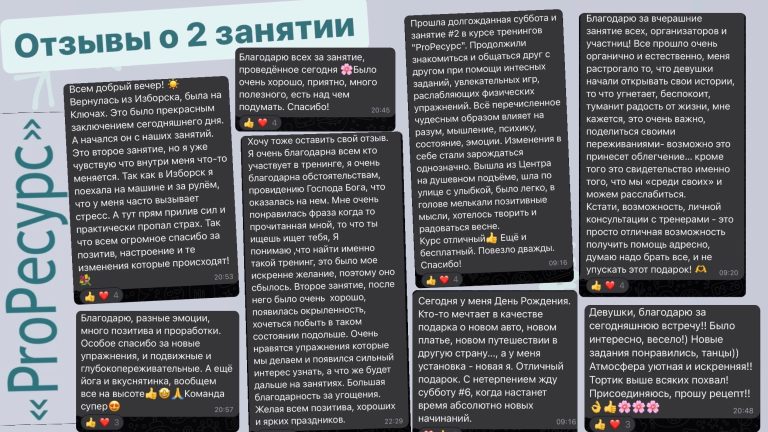 Отзывы о 2 занятии
«ProРесурс»
Всем добрый вечер! ☀️
Вернулась из Изборска, была на
Ключах. Это было прекрасным
заключением сегодняшнего дня.
А начался он с наших занятий.
Это второе занятие, но я уже
чувствую что внутри меня что-то
меняется. Так как в Изборск я
поехала на машине и за рулём,
что у меня часто вызывает
стресс. А тут прям прилив сил и
практически пропал страх. Так
что всем огромное спасибо за
позитив, настроение и те
изменения которые происходят!
💃
20:53
👍❤️ 4
Благодарю, разные эмоции,
много позитива и проработки.
Особое спасибо за новые
упражнения, и подвижные и
глубокопереживательные. А ещё
йога и вкуснятинка, вообщем
все на высоте👍🤩🙏Команда
супер😍
20:57
👍❤️ 3
Благодарю всех за занятие,
проведённое сегодня 🌸Было
очень хорошо, приятно, много
полезного, есть над чем
подумать. Спасибо!
20:45
👍❤️ 4
Хочу тоже оставить свой отзыв.
Я очень благодарна всем кто
участвует в тренинге, я очень
благодарна обстоятельствам,
провидению Господа Бога, что
оказалась на нем. Мне очень
понравилась фраза когда то
прочитанная мной, то что ты
ищешь ищет тебя, Я
понимаю ,что найти именно
такой тренинг, это было мое
искренне желание, поэтому оно
сбылось. Второе занятие, после
него было очень  хорошо,
появилась окрыленность,
хочеться побыть в таком
состоянии подольше. Очень
нравятся упражнения которые
мы делаем и появился сильный
интерес узнать, а что же будет
дальше на занятиях. Большая
благодарность за угощения.
Желая всем позитива, хороших
и ярких праздников.
22:29
Прошла долгожданная суббота и
занятие #2 в курсе тренингов
"ProРесурс". Продолжили
знакомиться и общаться друг с
другом при помощи интесных
заданий, увлекательных игр,
раслабляющих физических
упражнений. Всё перечисленное
чудесным образом влияет на
разум, мышление, психику,
состояние, эмоции. Изменения в
себе стали зарождаться
однозначно. Вышла из Центра
на душевном подъёме, шла по
улице с улыбкой, было легко, в
голове мелькали позитивные
мысли, хотелось творить и
радоваться весне.
Курс отличный👍 Ещё и
бесплатный. Повезло дважды.
Спасибо!
09:16
👍❤️ 4
Сегодня у меня День Рождения.
Кто-то мечтает в качестве
подарка о новом авто, новом
платье, новом путешествии в
другую страну..., а у меня
установка - новая я. Отличный
подарок. С нетерпением жду
субботу #6, когда настанет
время абсолютно новых
начинаний.
09:16
Благодарю за вчерашние
занятие всех, организаторов и
участниц! Все прошло очень
органично и естественно, меня
растрогало то, что девушки
начали открывать свои истории,
то что угнетает, беспокоит,
туманит радость от жизни, мне
кажется, это очень важно,
поделиться своими
переживаниями- возможно это
принесет облегчение... кроме
того это свидетельство именно
того, что мы «среди своих» и
можем расслабиться.
Кстати, возможность, личной
консультации с тренерами - это
просто отличная возможность
получить помощь адресно,
думаю надо брать все, и не
упускать этот подарок! 🫶
09:20
👍❤️ 4
Девушки, благодарю за
сегодняшнюю встречу!! Было
интересно, весело!) Новые
задания понравились, танцы))
Атмосфера уютная и искренняя!!
Тортик выше всяких похвал!
Присоединяюсь, прошу рецепт!!
👌👍🌸🌸🌸
20:48
👍❤️ 3